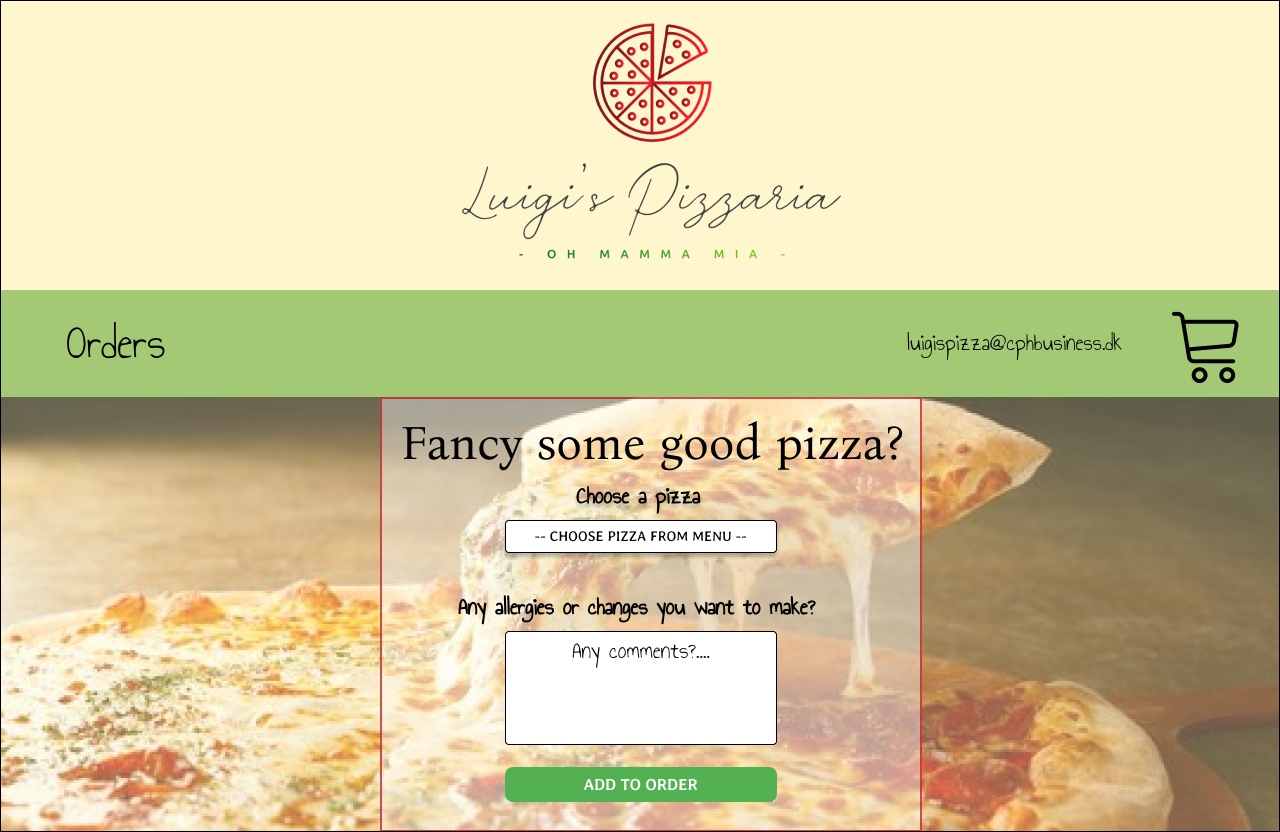 Luigi's Pizzaria
- OH MAMMA MIA -
Orders
luigispizza@cphbusiness.dk
Fancy some good pizza?
Choose a pizza
-- CHOOSE PIZZA FROM MENU --
Any allergies or changes you want to make?
Any comments?....
ADD TO ORDER